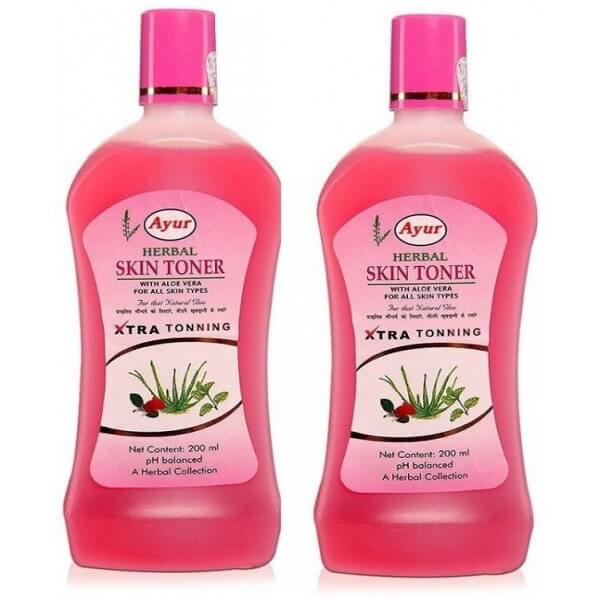 Ayur
HERBAL
SKIN TONER
WITH ALOE VERA
FOR ALL SKIN TYPES
For that Natural Glow
प्राकृतिक सौन्दर्य को निखारे,
XTRA TONNING
Net Content: 200 ml
pH balanced
A Herbal Collection
Ayur
HERBAL
SKIN TONER
WITH ALOE VERA
FOR ALL SKIN TYPES
For that Natural Glow
प्राकृतिक सौन्दर्य को निखारे,
XTRA TONNING
Net Content: 200 ml
pH balanced
A Herbal Collection